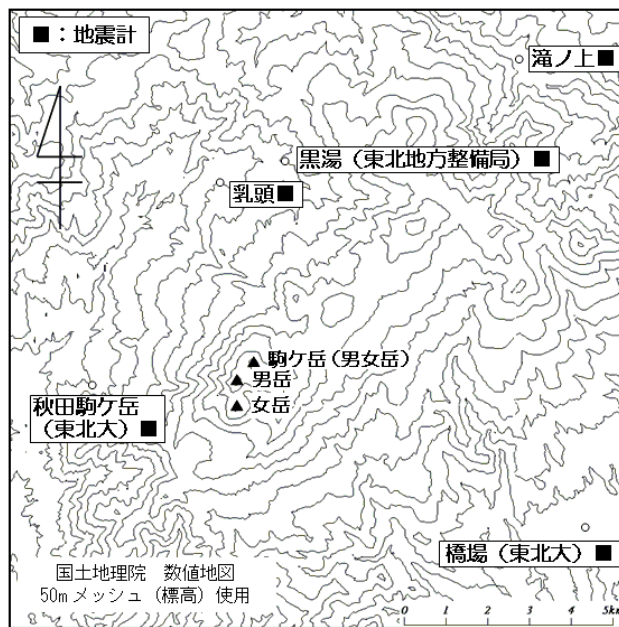 ■：地震計
滝ノ上■
黒湯（東北地方整備局）■
乳頭■
▲駒ケ岳（男女岳）
▲男岳
▲女岳
秋田駒ケ岳
（東北大）■
橋場（東北大）■
国土地理院　数値地図
50mメッシュ（標高）使用
0 1 2 3 4 5km